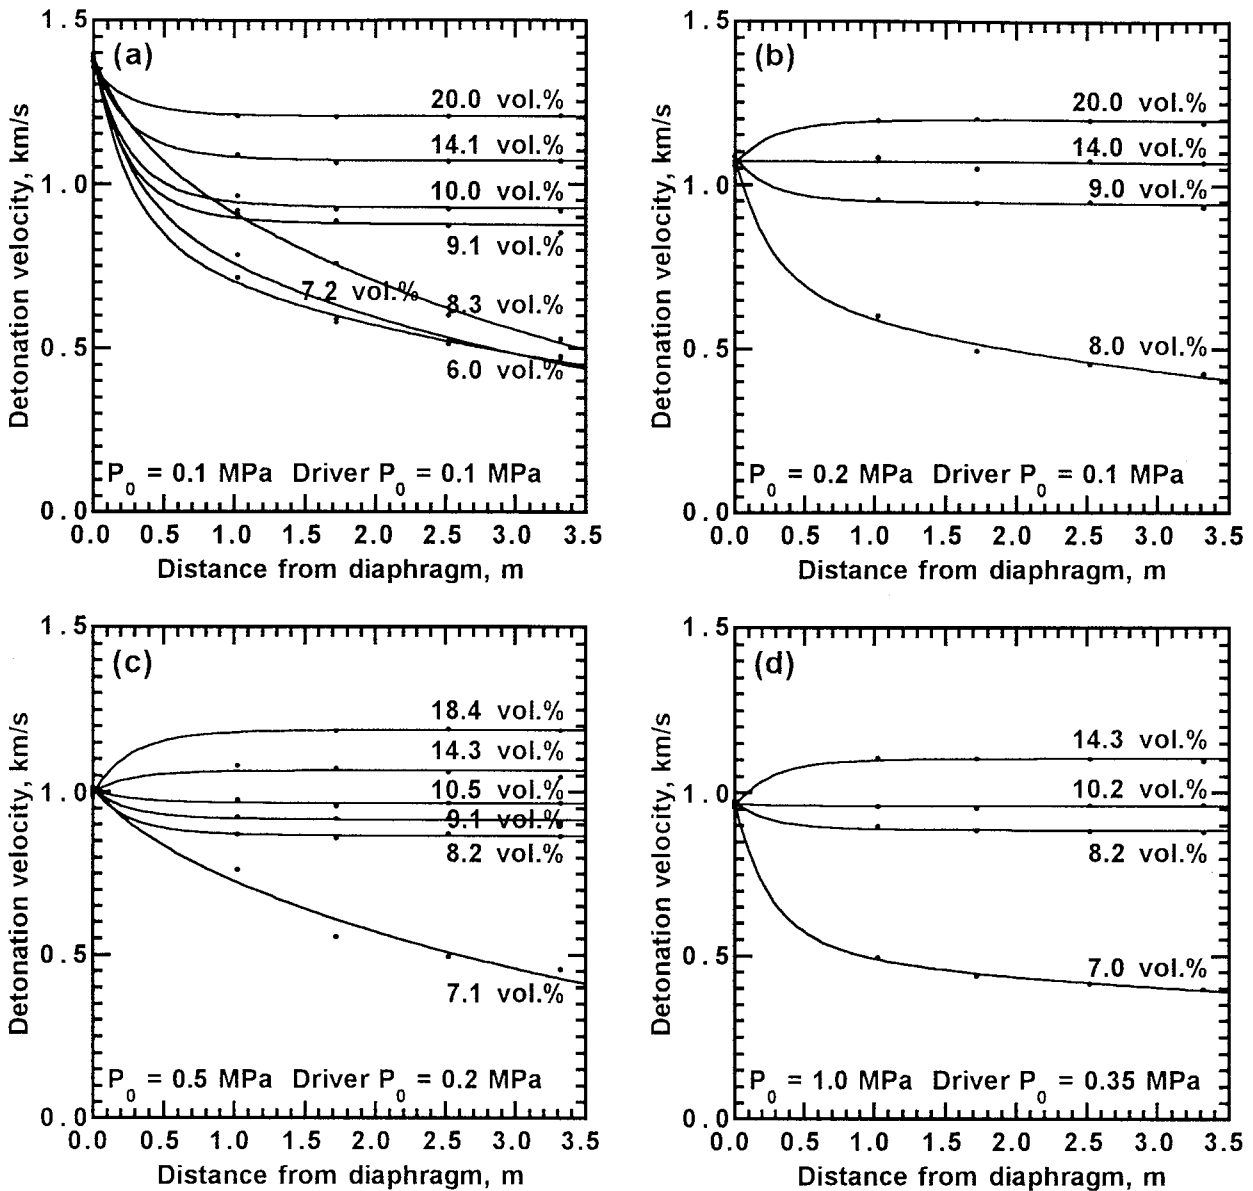 (a)
1.5
1.0
0.5
0.0
Detonation velocity, km/s
20.0 vol.%
14.1 vol.%
10.0 vol.%
9.1 vol.%
7.2 vol.%
8.3 vol.%
6.0 vol.%
P0 = 0.1 MPa Driver P0 = 0.1 MPa
0.0 0.5 1.0 1.5 2.0 2.5 3.0 3.5
Distance from diaphragm, m
(b)
1.5
1.0
0.5
0.0
Detonation velocity, km/s
20.0 vol.%
14.0 vol.%
9.0 vol.%
8.0 vol.%
P0 = 0.2 MPa Driver P0 = 0.1 MPa
0.0 0.5 1.0 1.5 2.0 2.5 3.0 3.5
Distance from diaphragm, m
(c)
1.5
1.0
0.5
0.0
Detonation velocity, km/s
18.4 vol.%
14.3 vol.%
10.5 vol.%
9.1 vol.%
8.2 vol.%
7.1 vol.%
P0 = 0.5 MPa Driver P0 = 0.2 MPa
0.0 0.5 1.0 1.5 2.0 2.5 3.0 3.5
Distance from diaphragm, m
(d)
1.5
1.0
0.5
0.0
Detonation velocity, km/s
14.3 vol.%
10.2 vol.%
8.2 vol.%
7.0 vol.%
P0 = 1.0 MPa Driver P0 = 0.35 MPa
0.0 0.5 1.0 1.5 2.0 2.5 3.0 3.5
Distance from diaphragm, m